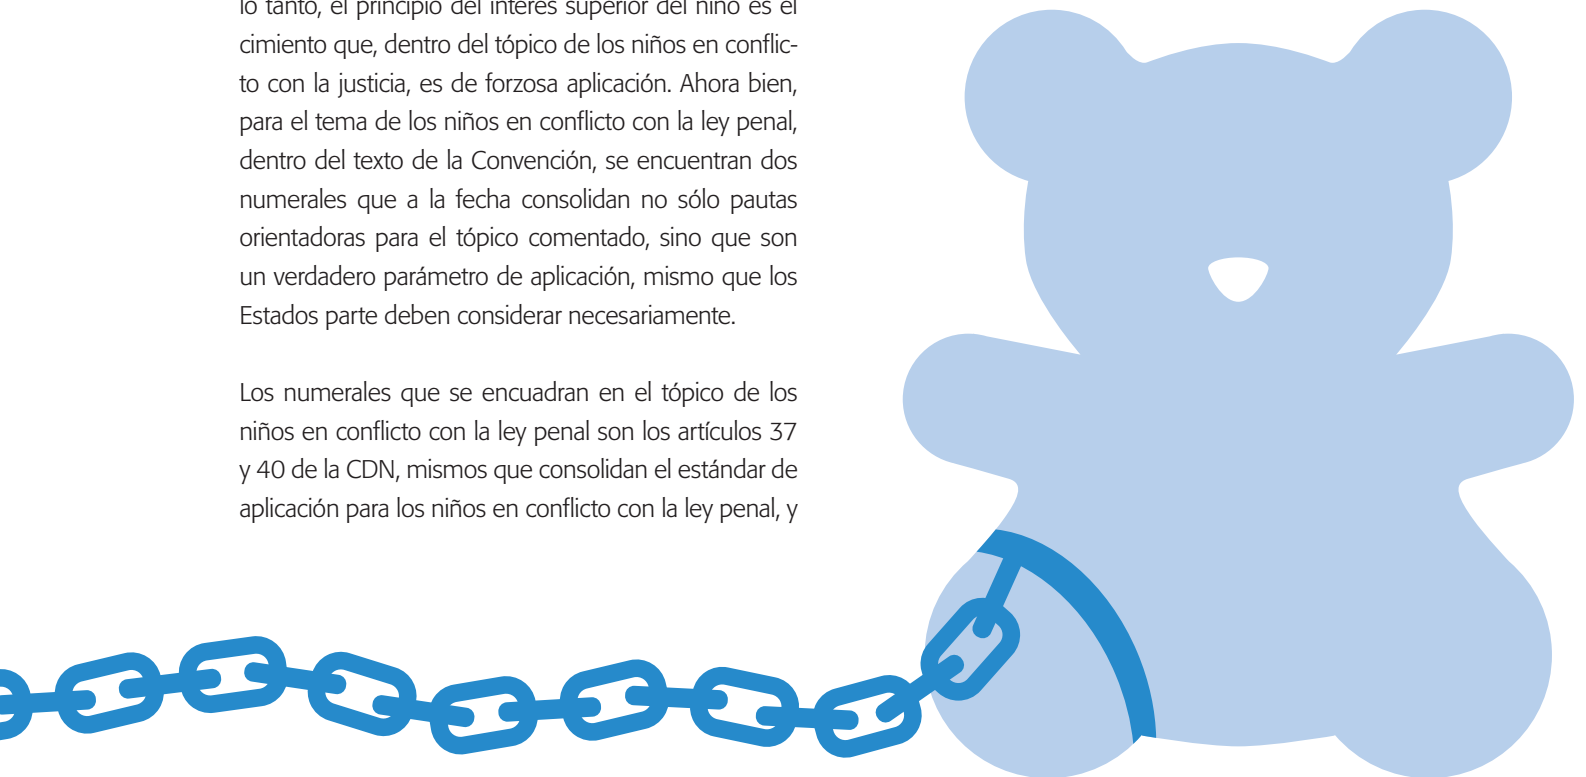 lo tanto, el principio del interés superior del niño es el
cimiento que, dentro del tópico de los niños en conflic-
to con la justicia, es de forzosa aplicación. Ahora bien,
para el tema de los niños en conflicto con la ley penal,
dentro del texto de la Convención, se encuentran dos
numerales que a la fecha consolidan no sólo pautas
orientadoras para el tópico comentado, sino que son
un verdadero parámetro de aplicación, mismo que los
Estados parte deben considerar necesariamente.
Los numerales que se encuadran en el tópico de los
niños en conflicto con la ley penal son los artículos 37
y 40 de la CDN, mismos que consolidan el estándar de
aplicación para los niños en conflicto con la ley penal, y